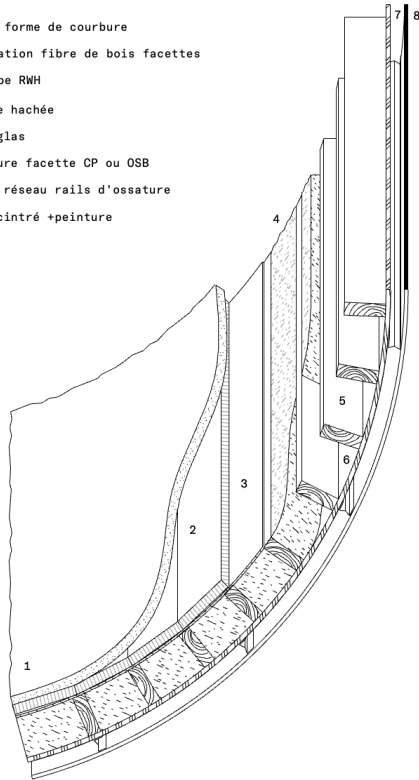 forme de courbure
ation fibre de bois facettes
pe RWH
e hachée
glas
ure facette CP ou OSB
réseau rails d'ossature
cintré +peinture
7 8
4
5
3
6
2
1